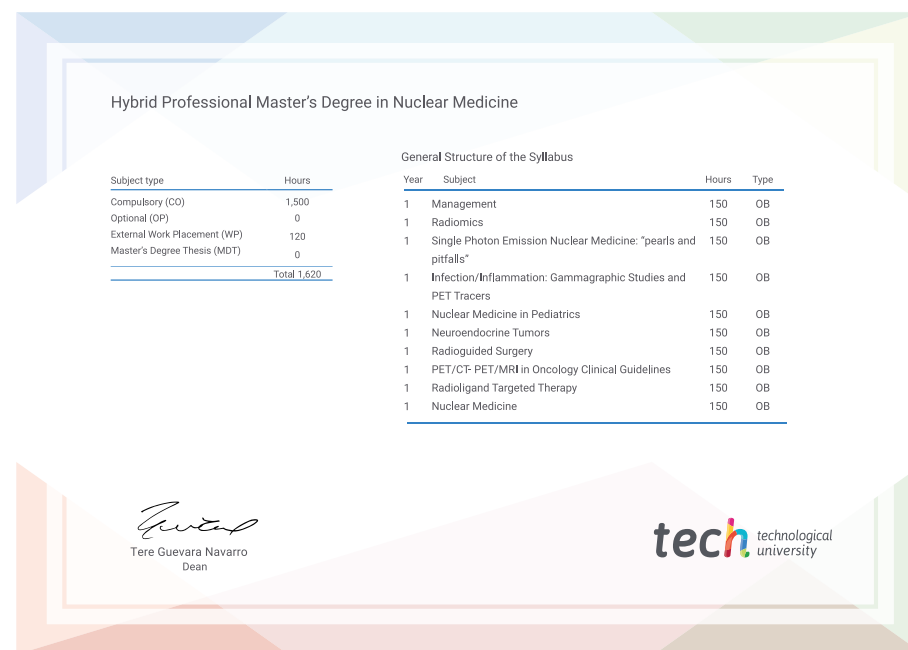 Hybrid Professional Master's Degree in Nuclear Medicine
Subject type Hours
Compulsory (CO) 1,500
Optional (OP) 0
External Work Placement (WP) 120
Master's Degree Thesis (MDT) 0
Total 1,620
General Structure of the Syllabus
Year Subject Hours Type
1 Management 150 OB
1 Radiomics 150 OB
1 Single Photon Emission Nuclear Medicine: "pearls and 150 OB
pitfalls"
1 Infection/Inflammation: Gammagraphic Studies and 150 OB
PET Tracers
1 Nuclear Medicine in Pediatrics 150 OB
1 Neuroendocrine Tumors 150 OB
1 Radioguided Surgery 150 OB
1 PET/CT- PET/MRI in Oncology Clinical Guidelines 150 OB
1 Radioligand Targeted Therapy 150 OB
1 Nuclear Medicine 150 OB
Tere Guevara Navarro
Dean
tech technological
university